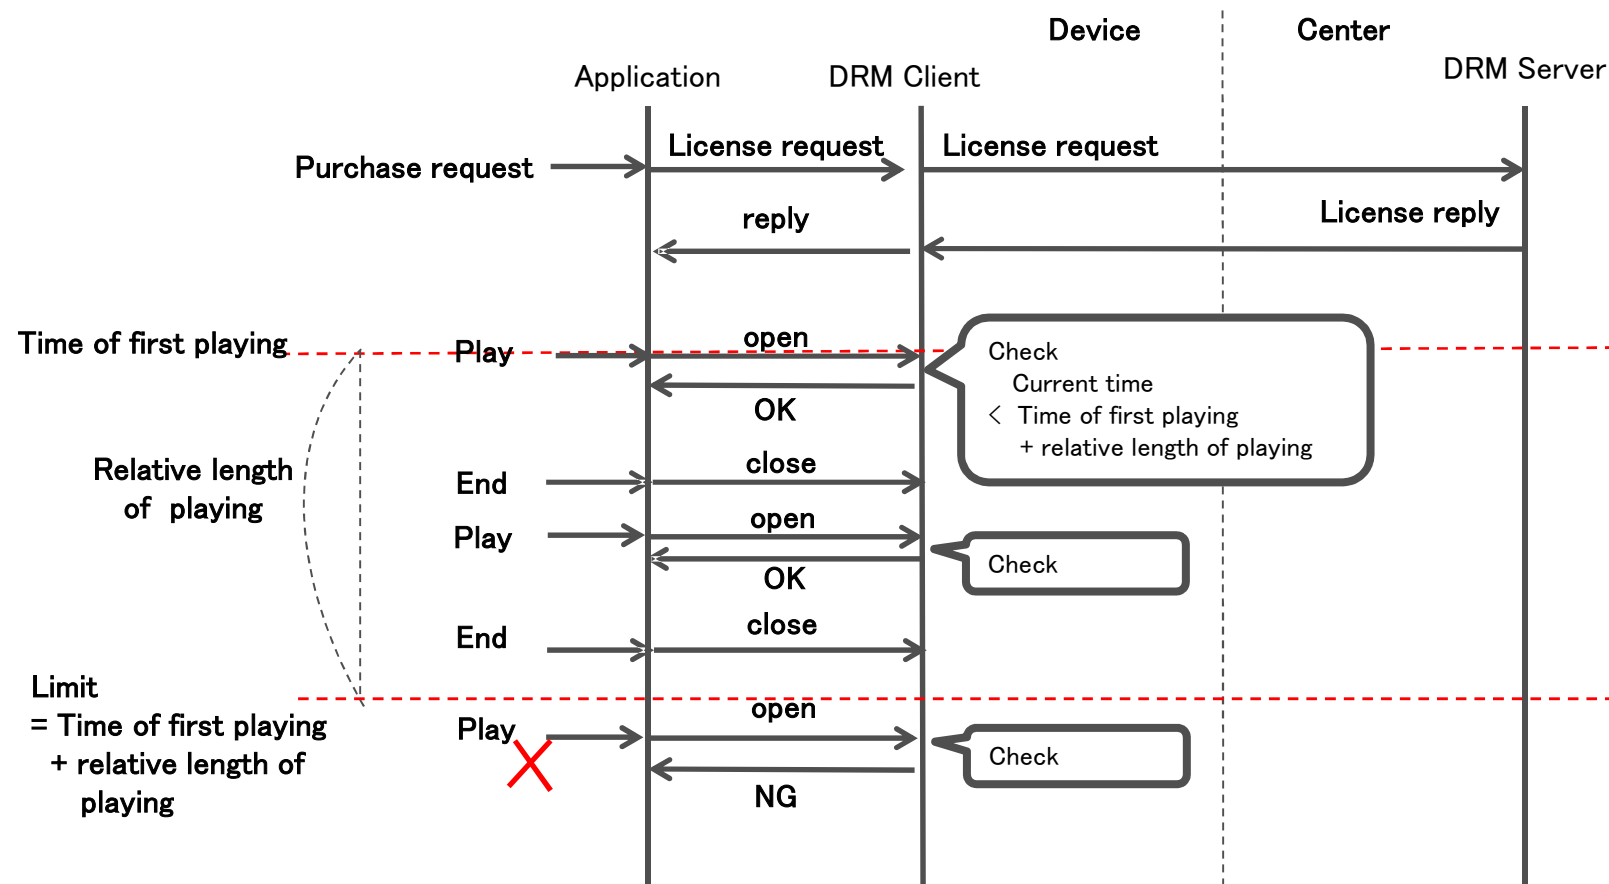 Device
Center
Application
DRM Client
DRM Server
License request
License request
Purchase request
License reply
reply
Time of first playing
Play
open
Check
Current time
< Time of first playing
+ relative length of playing
OK
Relative length
of playing
End
close
Play
open
Check
OK
End
close
Limit
= Time of first playing
+ relative length of
playing
Play
open
Check
NG